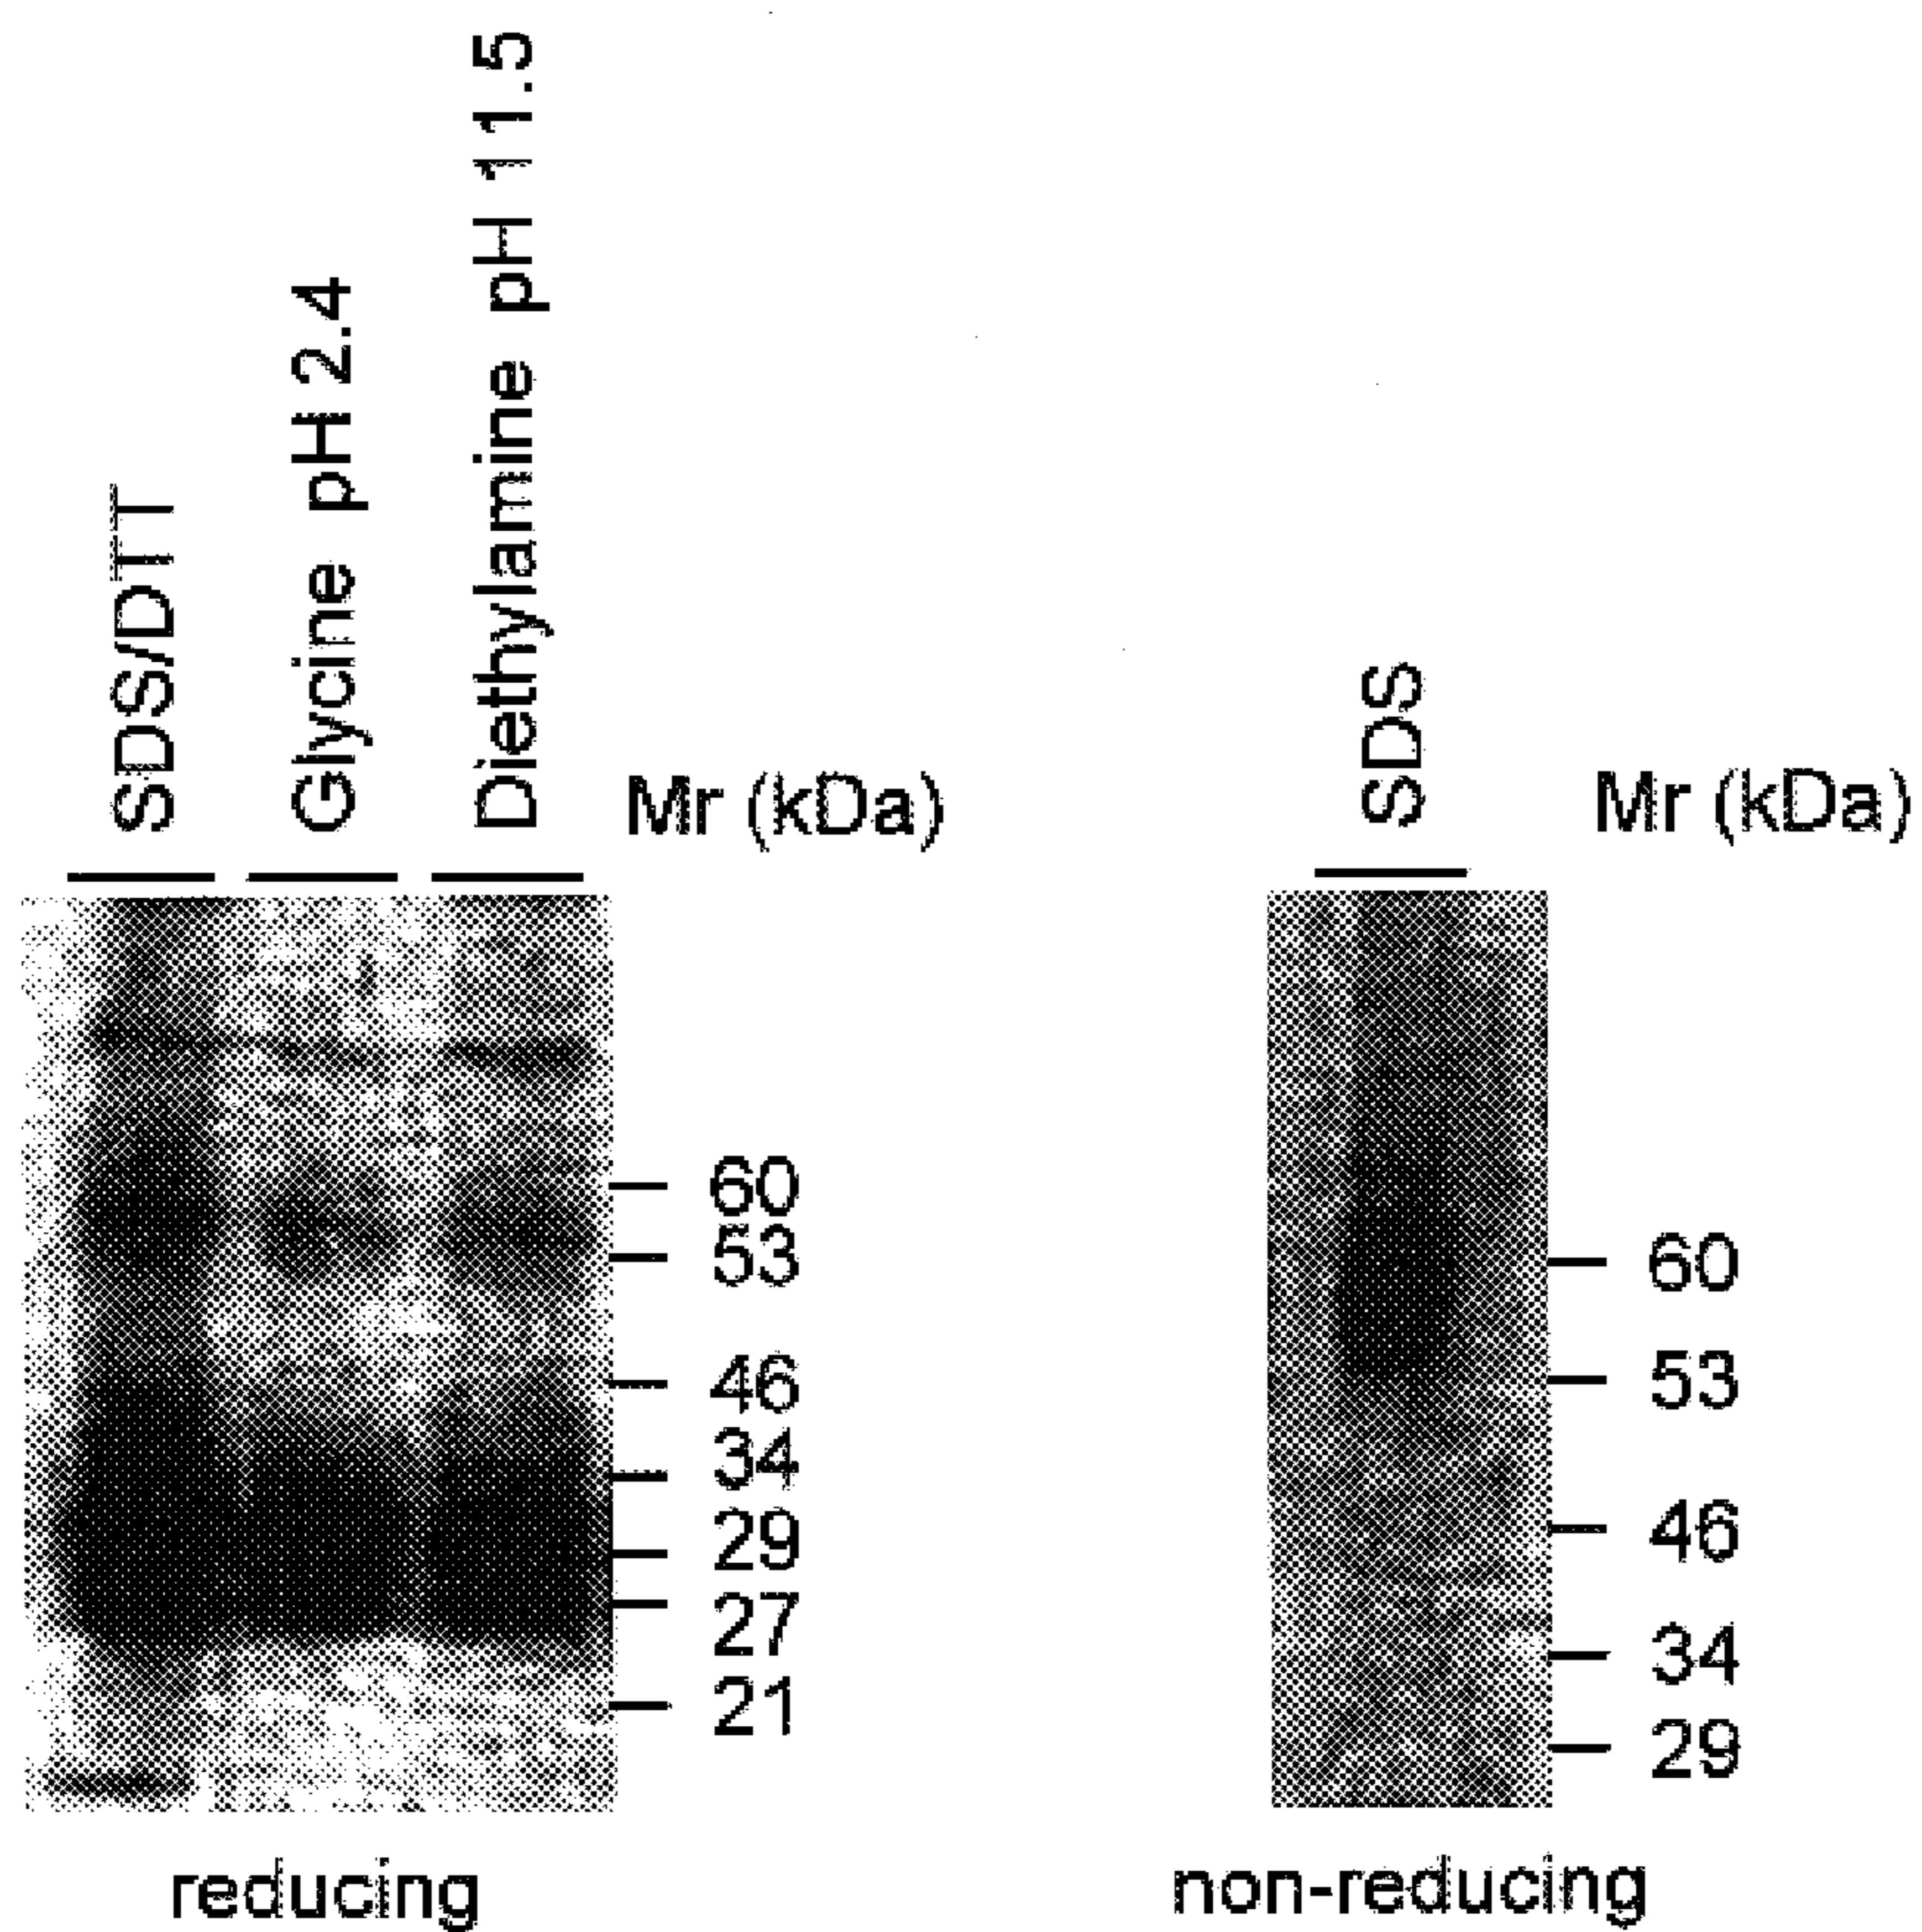 SDS/DTT
Glycine pH 2.4
Diethylamine pH 11.5
Mr (kDa)
60
53
46
34
29
27
21
reducing
SDS
Mr (kDa)
60
53
46
34
29
non-reducing